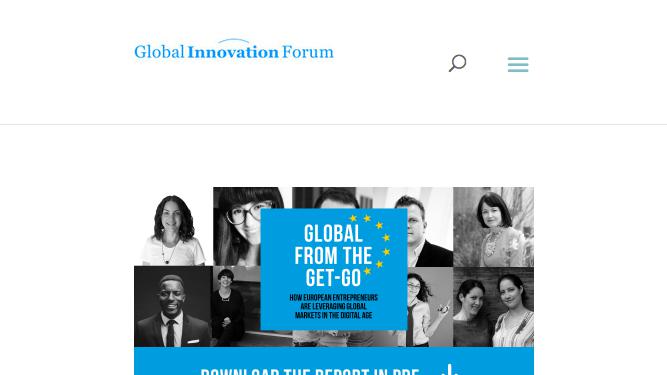 Global Innovation Forum
GLOBAL
FROM THE
GET-GO
HOW EUROPEAN ENTREPRENEURS
ARE LEVERAGING GLOBAL
MARKETS IN THE DIGITAL AGE
DOWNLOAD THE REPORT IN PDF